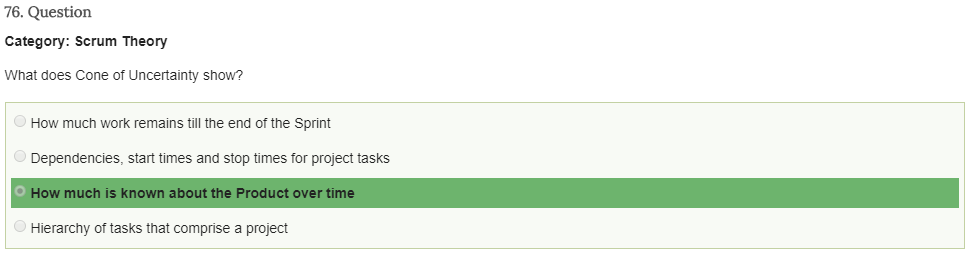 76. Question
Category: Scrum Theory
What does Cone of Uncertainty show?
How much work remains till the end of the Sprint
Dependencies, start times and stop times for project tasks
How much is known about the Product over time
Hierarchy of tasks that comprise a project